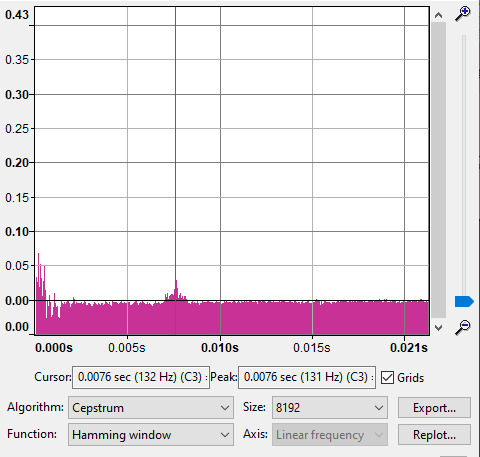 0.43
0.35
0.30
0.25
0.20
0.15
0.10
0.05
0.00
0.00
0.000s 0.005s 0.010s 0.015s 0.021s
Cursor: 0.0076 sec (132 Hz) (C3) Peak: 0.0076 sec (131 Hz) (C3) Grids
Algorithm: Cepstrum Size: 8192 Export...
Function: Hamming window Axis: Linear frequency Replot...